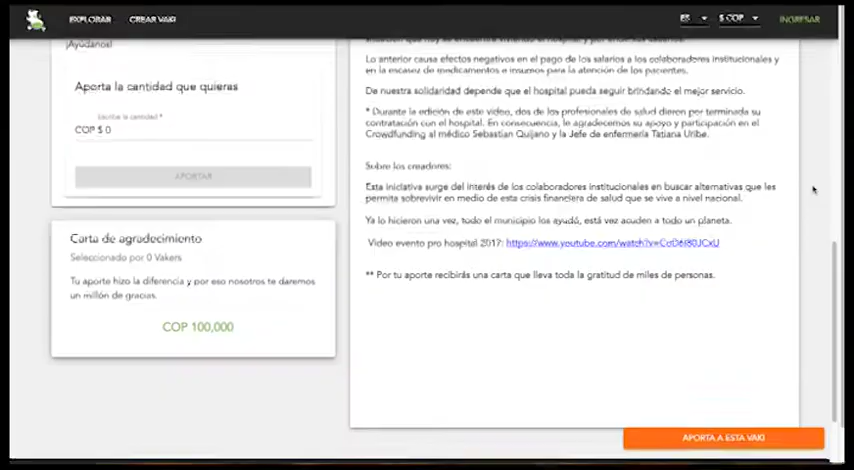 EXPLORAR CREAR VAKI
ES $ COP INGRESAR
¡Ayúdanos!
Aporta la cantidad que quieras
Escribe la cantidad *
COP $ 0
APORTAR
Carta de agradecimiento
Seleccionado por 0 Vakers
Tu aporte hizo la diferencia y por eso nosotros te daremos
un millón de gracias.
COP 100,000
Lo anterior causa efectos negativos en el pago de los salarios a los colaboradores institucionales y
en la escasez de medicamentos e insumos para la atención de los pacientes.
De nuestra solidaridad depende que el hospital pueda seguir brindando el mejor servicio.
* Durante la edición de este video, dos de los profesionales de salud dieron por terminada su
contratación con el hospital. En consecuencia, le agradecemos su apoyo y participación en el
Crowdfunding al médico Sebastian Quijano y la Jefe de enfermería Tatiana Uribe.
Sobre los creadores:
Esta iniciativa surge del interés de los colaboradores institucionales en buscar alternativas que les
permita sobrevivir en medio de esta crisis financiera de salud que se vive a nivel nacional.
Ya lo hicieron una vez, todo el municipio los ayudó, está vez acuden a todo un planeta.
Video evento pro hospital 2017:
** Por tu aporte recibirás una carta que lleva toda la gratitud de miles de personas.
APORTA A ESTA VAKI